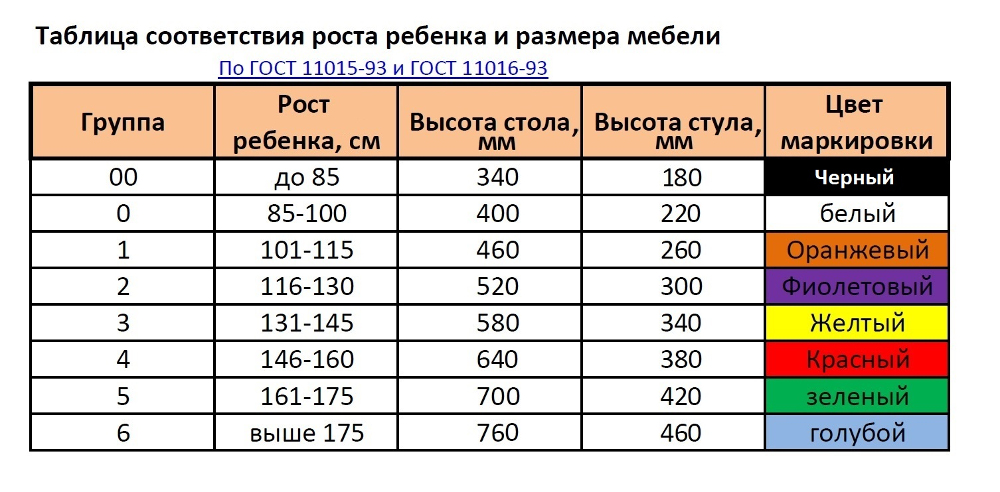 Таблица соответствия роста ребенка и размера мебели
По ГОСТ 11015-93 и ГОСТ 11016-93
Группа Рост ребенка, см Высота стола, мм Высота стула, мм Цвет маркировки
00 до 85 340 180 Черный
0 85-100 400 220 белый
1 101-115 460 260 Оранжевый
2 116-130 520 300 Фиолетовый
3 131-145 580 340 Желтый
4 146-160 640 380 Красный
5 161-175 700 420 зеленый
6 выше 175 760 460 голубой